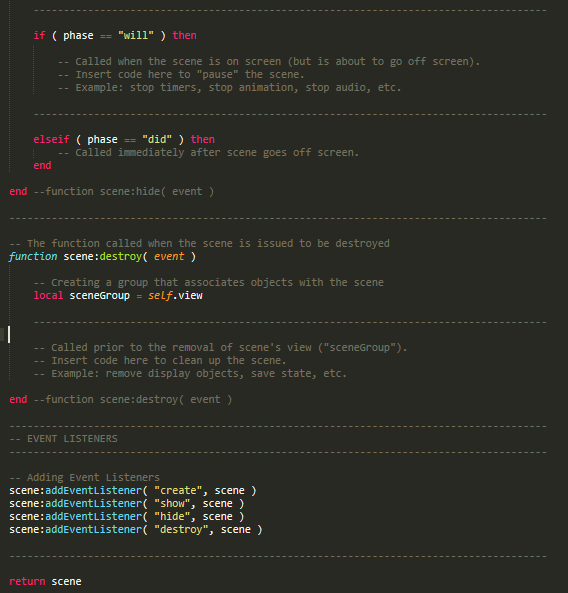 -----------------------------------------------------------------------------------------
if ( phase == "will" ) then
-- Called when the scene is on screen (but is about to go off screen).
-- Insert code here to "pause" the scene.
-- Example: stop timers, stop animation, stop audio, etc.
-----------------------------------------------------------------------------------------
elseif ( phase == "did" ) then
-- Called immediately after scene goes off screen.
end
end --function scene:hide( event )
-----------------------------------------------------------------------------------------
-- The function called when the scene is issued to be destroyed
function scene:destroy( event )
-- Creating a group that associates objects with the scene
local sceneGroup = self.view
-----------------------------------------------------------------------------------------
-- Called prior to the removal of scene's view ("sceneGroup").
-- Insert code here to clean up the scene.
-- Example: remove display objects, save state, etc.
end --function scene:destroy( event )
-----------------------------------------------------------------------------------------
-- EVENT LISTENERS
-----------------------------------------------------------------------------------------
-- Adding Event Listeners
scene:addEventListener( "create", scene )
scene:addEventListener( "show", scene )
scene:addEventListener( "hide", scene )
scene:addEventListener( "destroy", scene )
-----------------------------------------------------------------------------------------
return scene